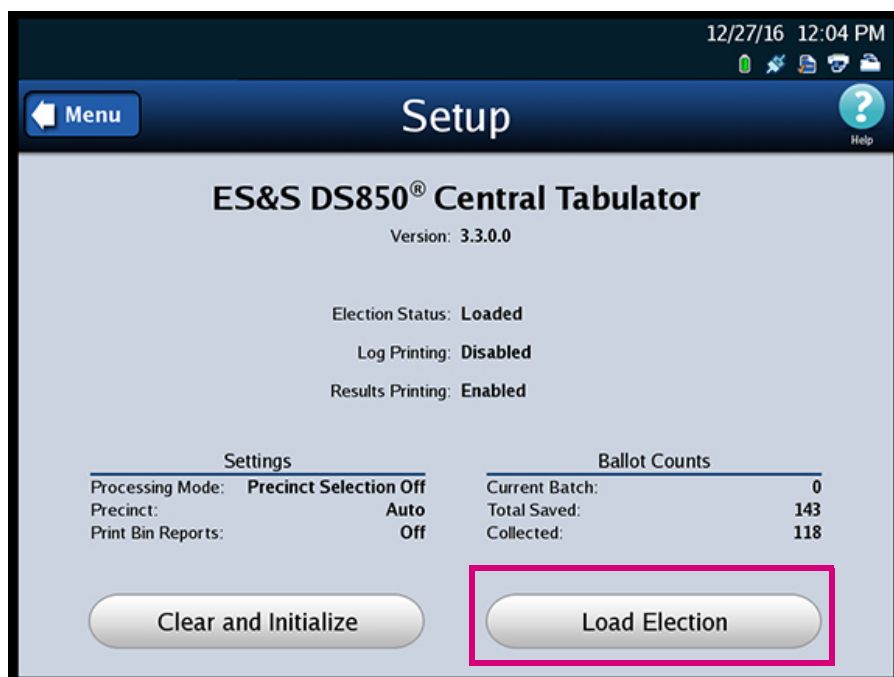 12/27/16 12:04 PM
Menu
Setup
?
Help
ES&S DS850® Central Tabulator
Version: 3.3.0.0
Election Status: Loaded
Log Printing: Disabled
Results Printing: Enabled
Settings
Processing Mode: Precinct Selection Off
Precinct: Auto
Print Bin Reports: Off
Ballot Counts
Current Batch: 0
Total Saved: 143
Collected: 118
Clear and Initialize
Load Election